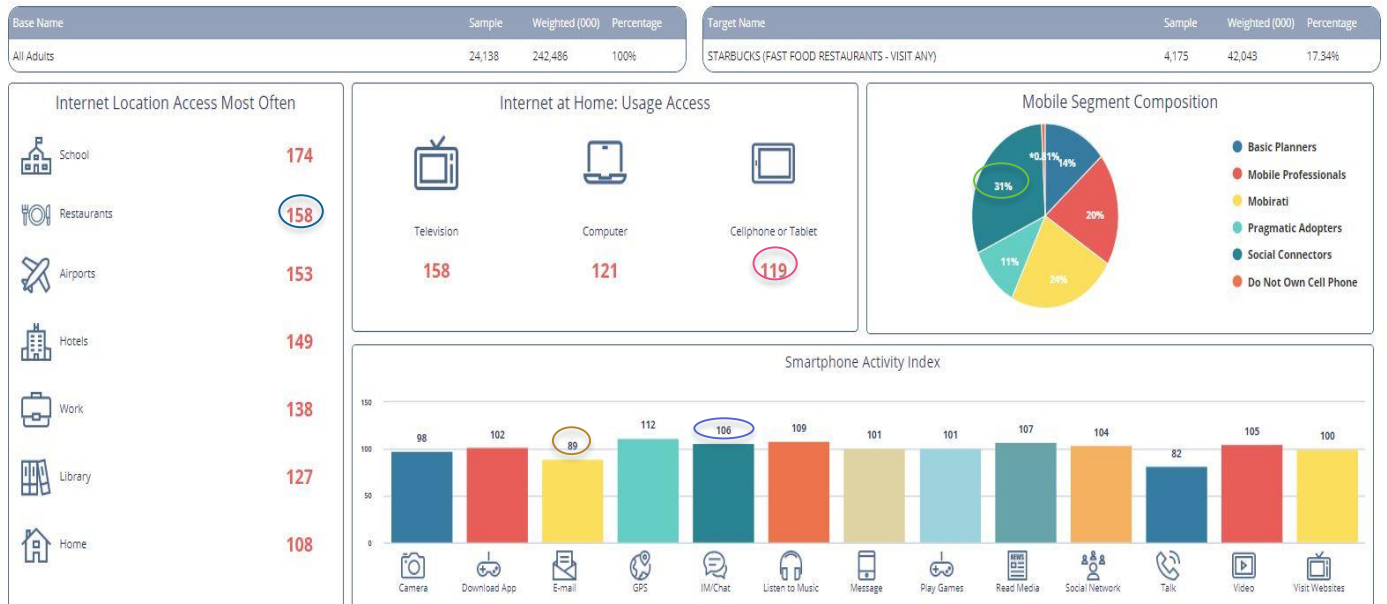 Base Name Sample Weighted (000) Percentage
All Adults 24,138 242,486 100%
Target Name Sample Weighted (000) Percentage
STARBUCKS (FAST FOOD RESTAURANTS - VISIT ANY) 4,175 42,043 17.34%
Internet Location Access Most Often
School 174
Restaurants 158
Airports 153
Hotels 149
Work 138
Library 127
Home 108
Internet at Home: Usage Access
Television Computer Cellphone or Tablet
158 121 119
Mobile Segment Composition
14%
31%
20%
11%
24%
Basic Planners
Mobile Professionals
Mobirati
Pragmatic Adopters
Social Connectors
Do Not Own Cell Phone
Smartphone Activity Index
150
100
50
0
98 102 89 112 106 109 101 101 107 104 82 105 100
NEWS
Camera Download App E-mail GPS IM/Chat Listen to Music Message Play Games Read Media Social Network Talk Video Visit Websites